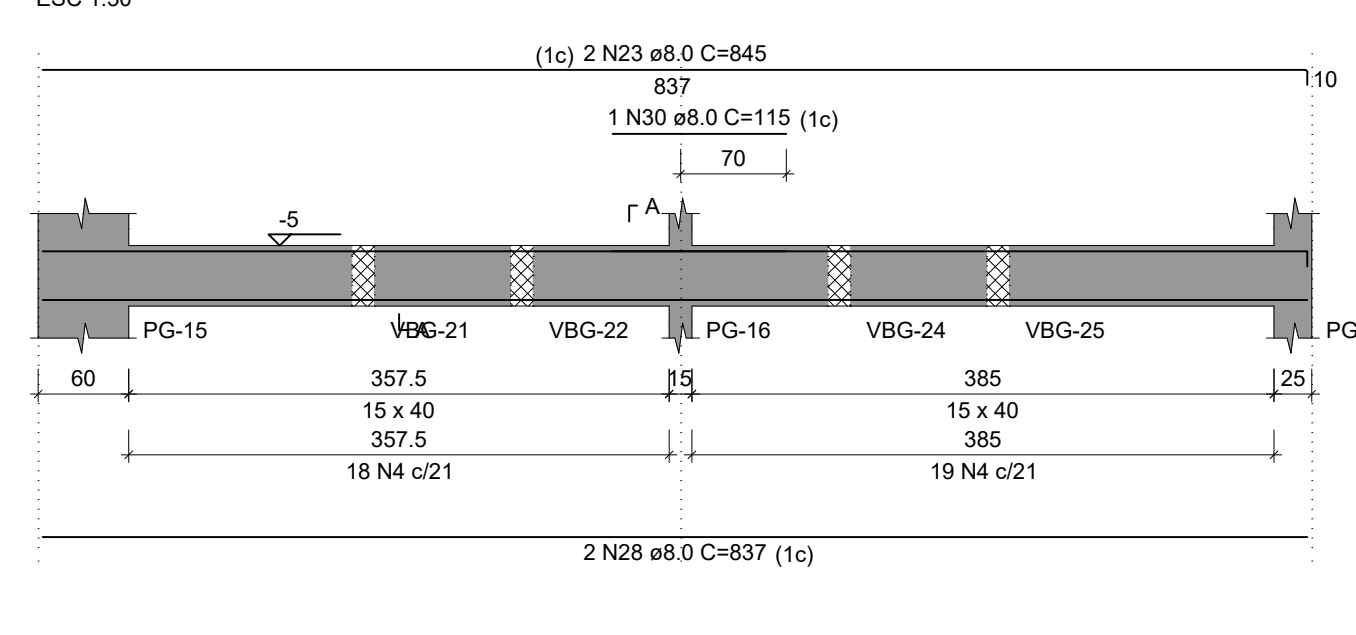 ESC 1:50
(1c) 2 N23 ø8.0 C=845
837
10
1 N30 ø8.0 C=115 (1c)
70
A
-5
PG-15
VBG-21
A
VBG-22
PG-16
VBG-24
VBG-25
PG
60
357.5
15
385
25
15 x 40
15 x 40
357.5
385
18 N4 c/21
19 N4 c/21
2 N28 ø8.0 C=837 (1c)